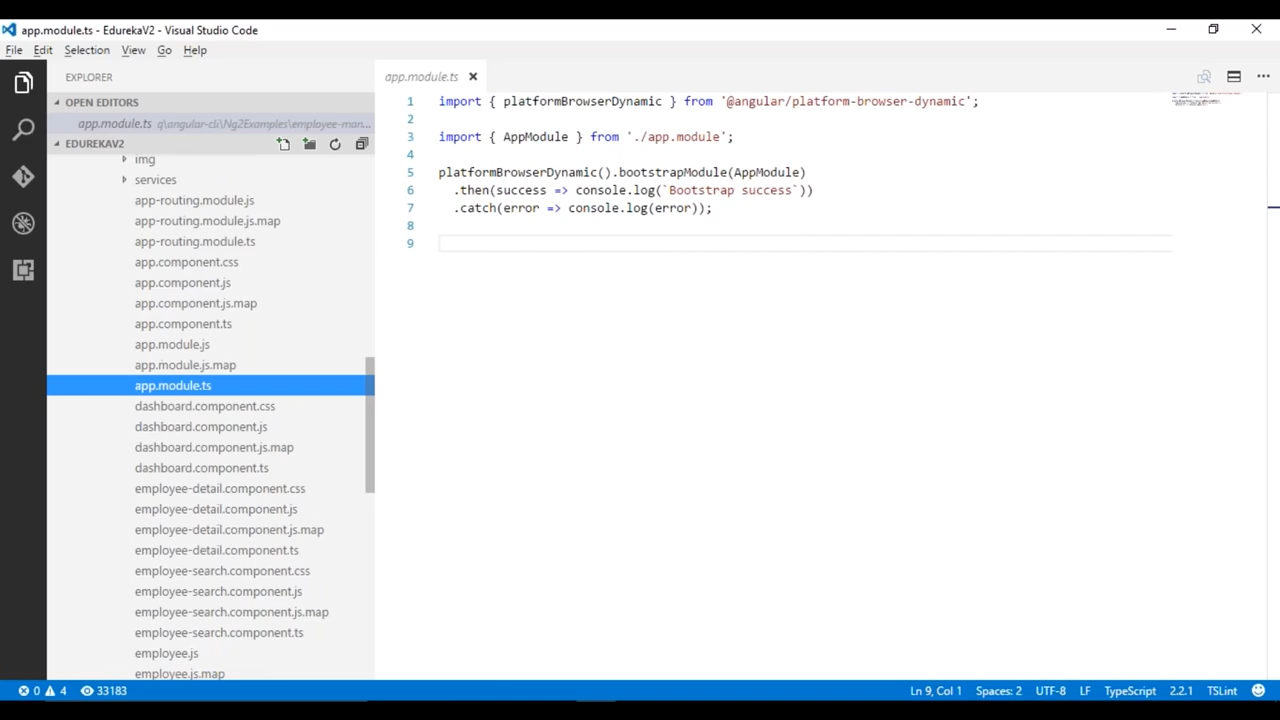 app.module.ts - EdurekaV2 - Visual Studio Code
File Edit Selection View Go Help
EXPLORER
OPEN EDITORS
app.module.ts q\angular-cli\Ng2Examples\employee-man...
EDUREKAV2
img
services
app-routing.module.js
app-routing.module.js.map
app-routing.module.ts
app.component.css
app.component.js
app.component.js.map
app.component.ts
app.module.js
app.module.js.map
app.module.ts
dashboard.component.css
dashboard.component.js
dashboard.component.js.map
dashboard.component.ts
employee-detail.component.css
employee-detail.component.js
employee-detail.component.js.map
employee-detail.component.ts
employee-search.component.css
employee-search.component.js
employee-search.component.js.map
employee-search.component.ts
employee.js
employee.js.map
app.module.ts
1 import { platformBrowserDynamic } from '@angular/platform-browser-dynamic';
2
3 import { AppModule } from './app.module';
4
5 platformBrowserDynamic().bootstrapModule(AppModule)
6 .then(success => console.log(`Bootstrap success`))
7 .catch(error => console.log(error));
8
9
0 4 33183 Ln 9, Col 1 Spaces: 2 UTF-8 LF TypeScript 2.2.1 TSLint